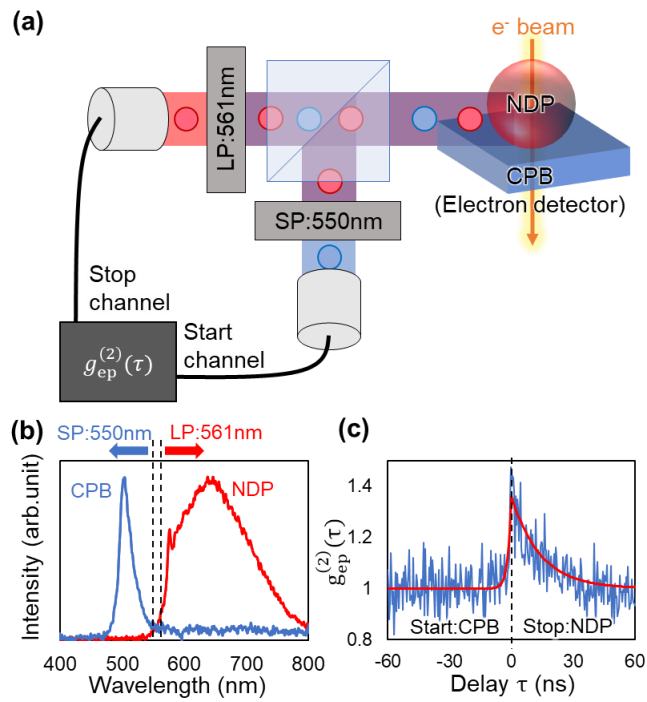 (a)
e⁻ beam
NDP
LP:561nm
CPB
(Electron detector)
SP:550nm
Stop
channel
Start
channel
g_ep^(2)(τ)
(b)
SP:550nm
LP:561nm
CPB
NDP
Intensity (arb.unit)
400 500 600 700 800
Wavelength (nm)
(c)
1.4
1.2
1
0.8
g_ep^(2)(τ)
Start:CPB
Stop:NDP
-60 -30 0 30 60
Delay τ (ns)